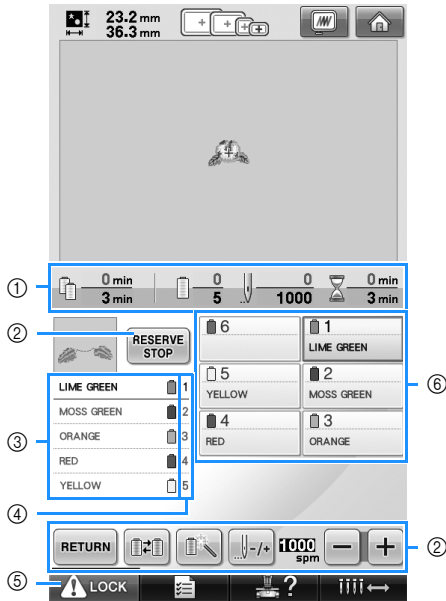 23.2 mm
36.3 mm
① 0 min 0 0 0 min
3 min 5 1000 3 min
② RESERVE STOP
6
1 LIME GREEN
5 YELLOW
2 MOSS GREEN
4 RED
3 ORANGE
⑥
③
LIME GREEN 1
MOSS GREEN 2
ORANGE 3
RED 4
YELLOW 5
④
RETURN -/+ 1000 spm − + ②
⑤ LOCK ?